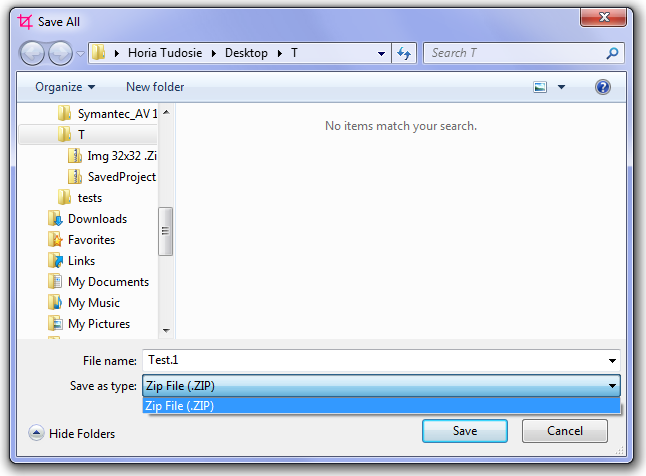 Save All
Horia Tudosie Desktop T
Search T
Organize New folder
Symantec_AV 1
T
Img 32x32 .Zi
SavedProject
tests
Downloads
Favorites
Links
My Documents
My Music
My Pictures
No items match your search.
File name: Test.1
Save as type: Zip File (.ZIP)
Zip File (.ZIP)
Hide Folders Save Cancel